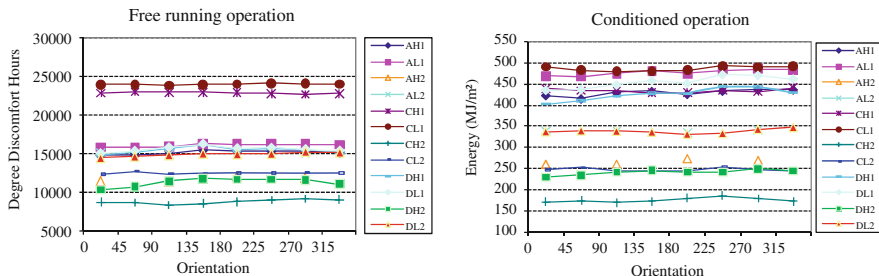 Free running operation
Degree Discomfort Hours
30000
25000
20000
15000
10000
5000
0 45 90 135 180 225 270 315
Orientation
AH1
AL1
AH2
AL2
CH1
CL1
CH2
CL2
DH1
DL1
DH2
DL2
Conditioned operation
Energy (MJ/m²)
550
500
450
400
350
300
250
200
150
100
0 45 90 135 180 225 270 315
Orientation
AH1
AL1
AH2
AL2
CH1
CL1
CH2
CL2
DH1
DL1
DH2
DL2